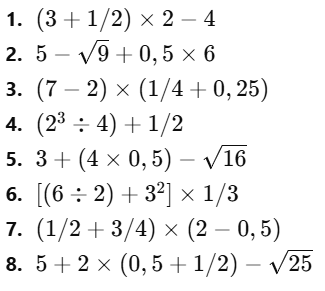 1. (3 + 1/2) × 2 − 4
2. 5 − √9 + 0,5 × 6
3. (7 − 2) × (1/4 + 0,25)
4. (2³ ÷ 4) + 1/2
5. 3 + (4 × 0,5) − √16
6. [(6 ÷ 2) + 3²] × 1/3
7. (1/2 + 3/4) × (2 − 0,5)
8. 5 + 2 × (0,5 + 1/2) − √25